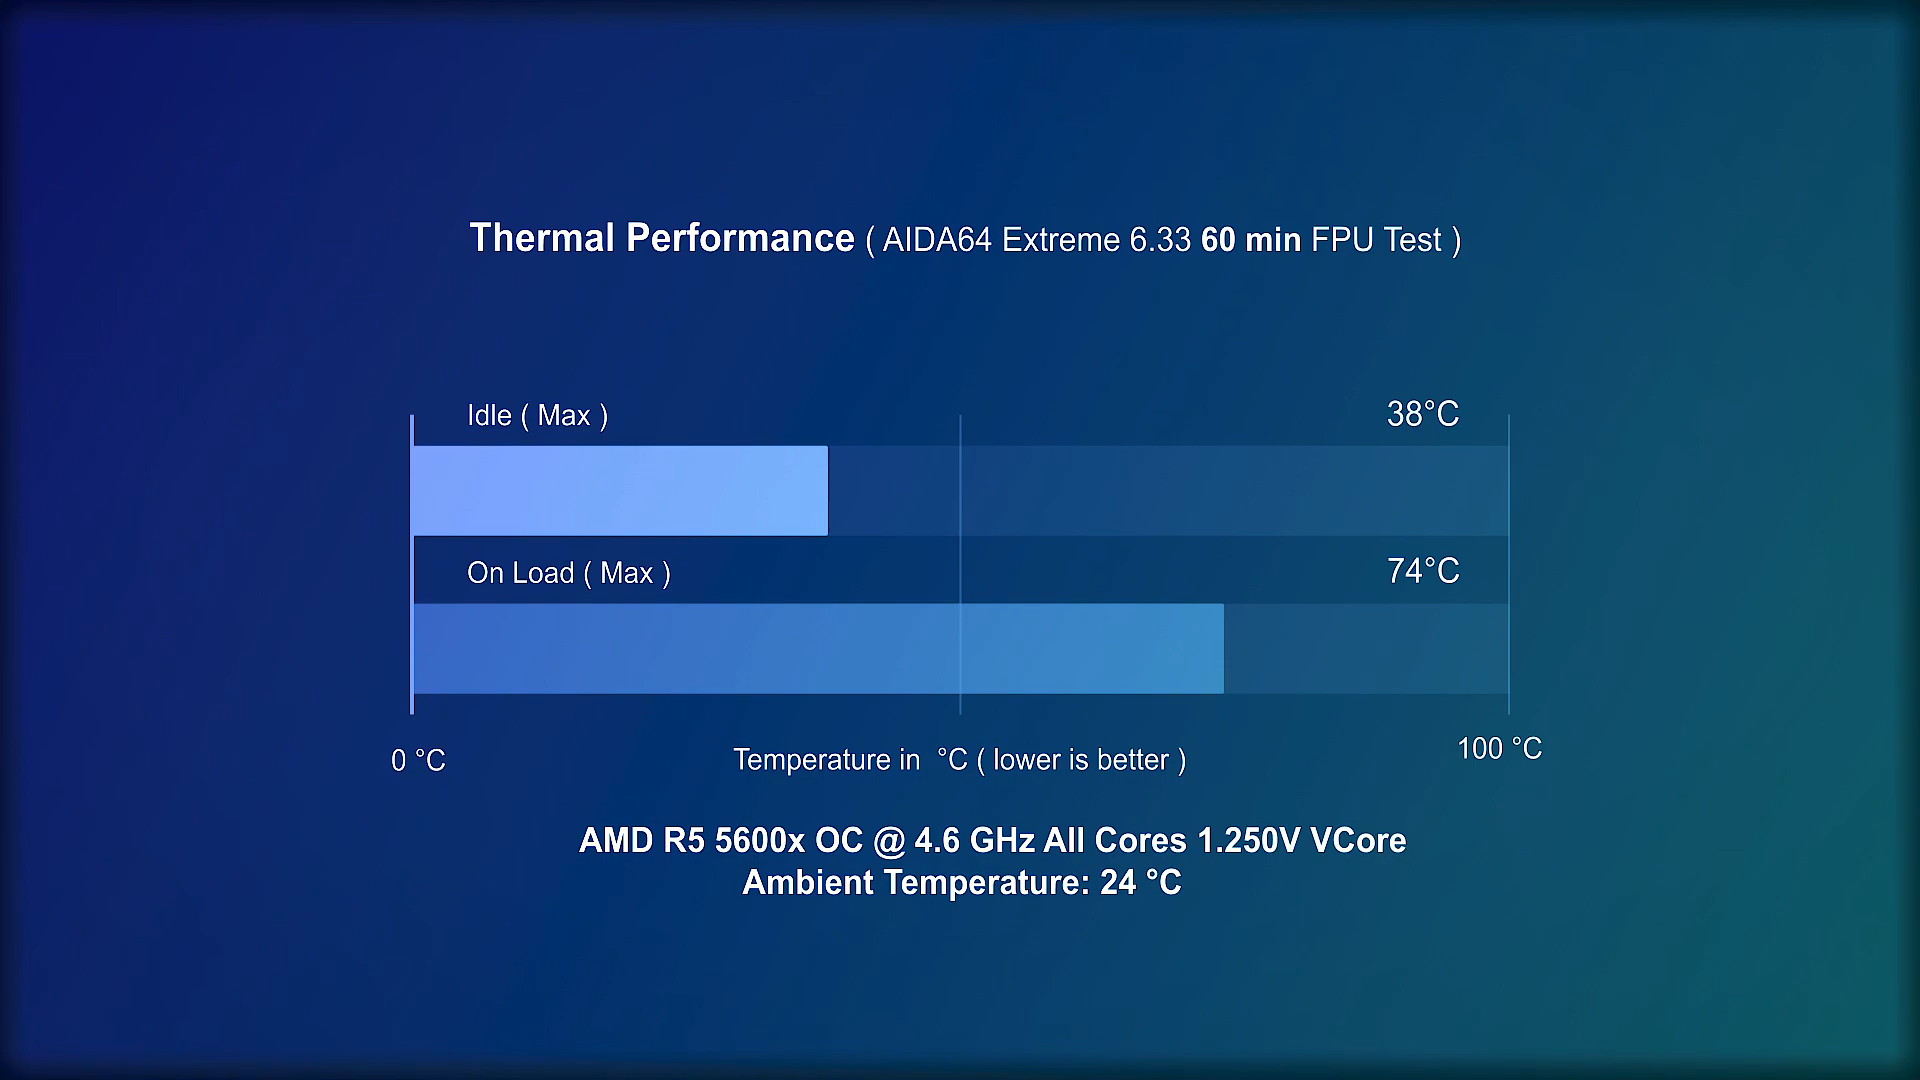 Thermal Performance ( AIDA64 Extreme 6.33 60 min FPU Test )
Idle ( Max ) 38°C
On Load ( Max ) 74°C
0 °C Temperature in °C ( lower is better ) 100 °C
AMD R5 5600x OC @ 4.6 GHz All Cores 1.250V VCore
Ambient Temperature: 24 °C